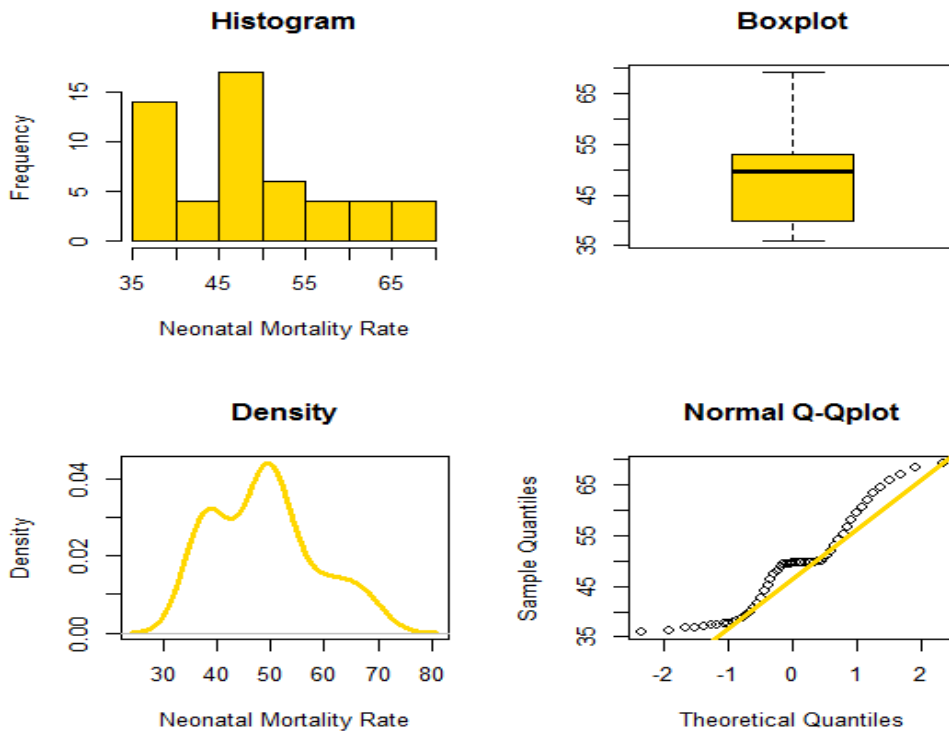 Histogram
Frequency
15
10
5
0
35 45 55 65
Neonatal Mortality Rate
Boxplot
65
55
45
35
Density
Density
0.04
0.02
0.00
30 40 50 60 70 80
Neonatal Mortality Rate
Normal Q-Qplot
Sample Quantiles
65
55
45
35
-2 -1 0 1 2
Theoretical Quantiles